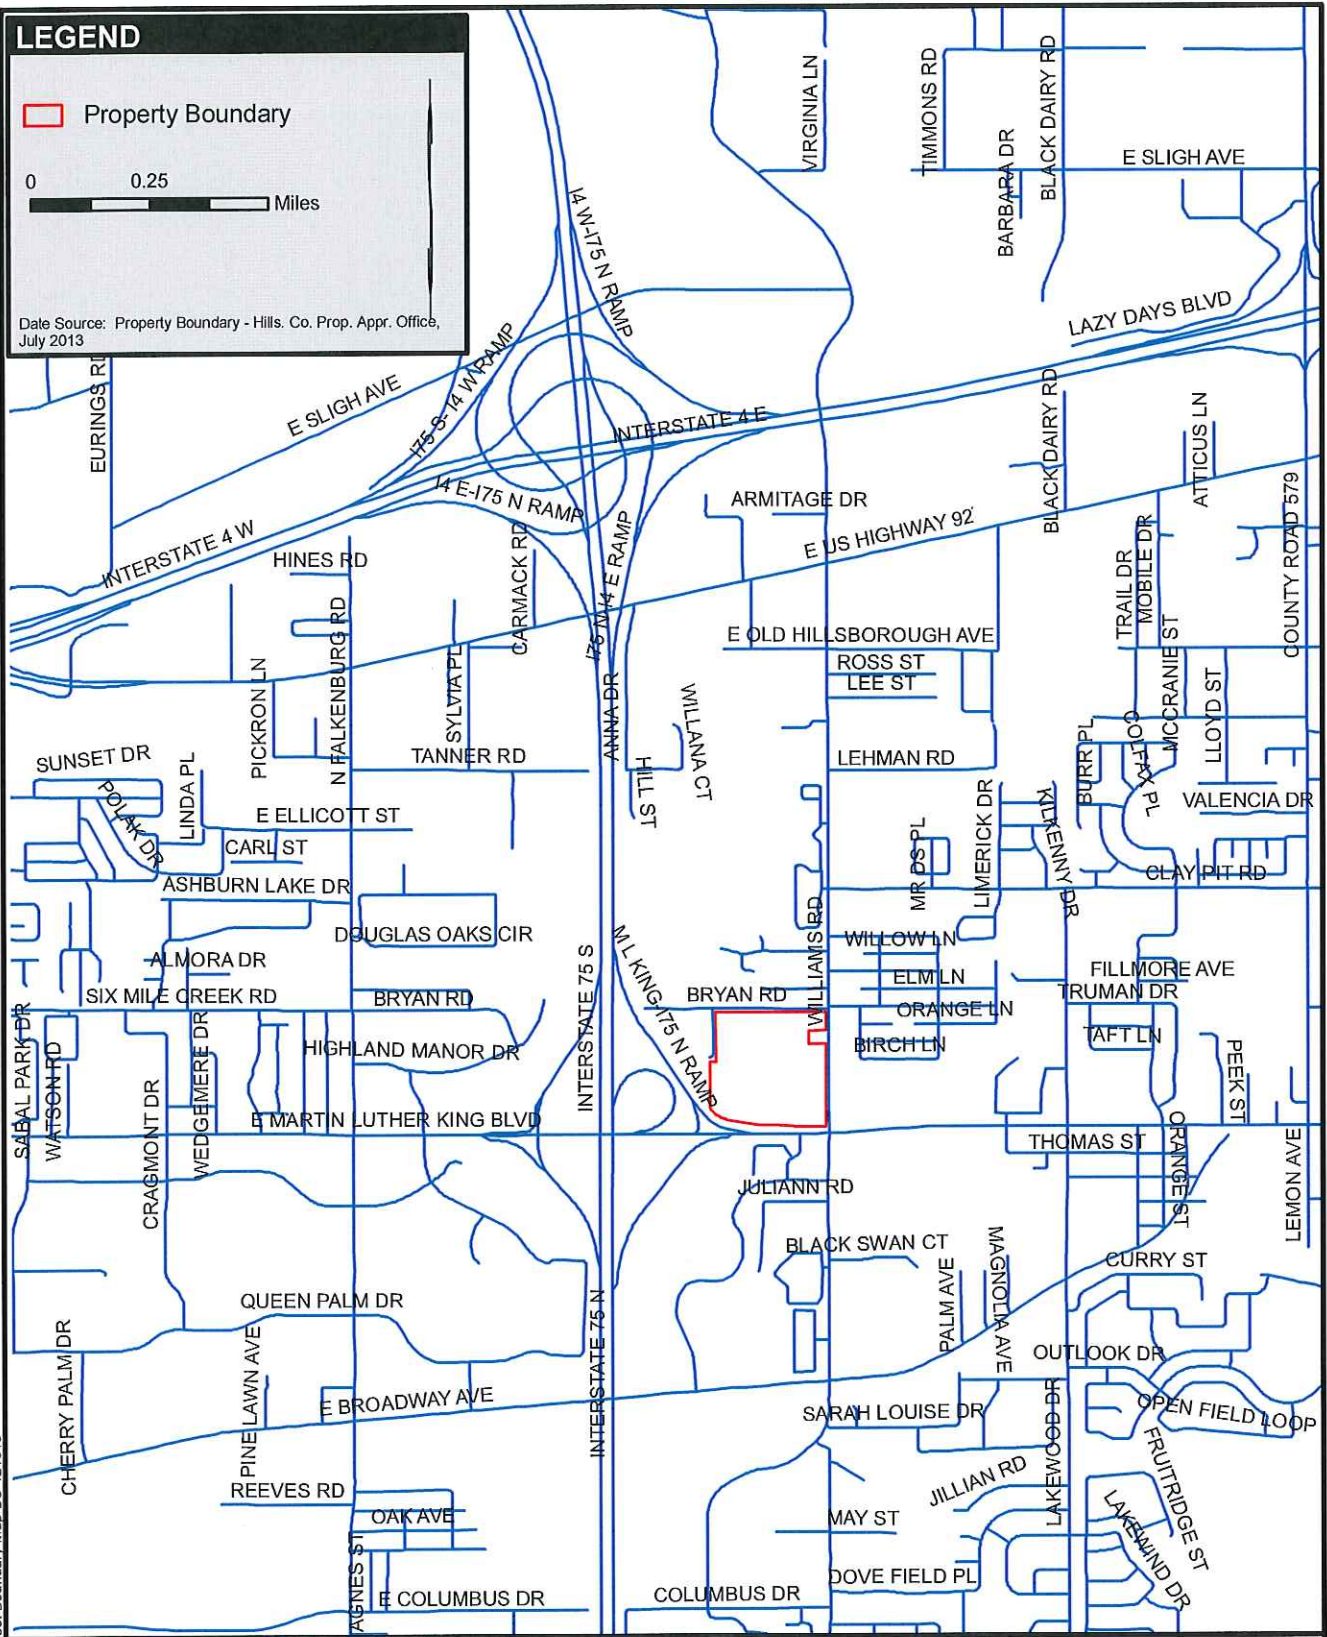 LEGEND
Property Boundary
0 0.25
Miles
Date Source: Property Boundary - Hills. Co. Prop. Appr. Office,
July 2013
VIRGINIA LN
TIMMONS RD
BARBARA DR
BLACK DAIRY RD
E SLIGH AVE
I4 W-I75 N RAMP
LAZY DAYS BLVD
EURINGS RD
E SLIGH AVE
I75 S- I4 W RAMP
INTERSTATE 4 E
BLACK DAIRY RD
ATTICUS LN
COUNTY ROAD 579
I4 E-I75 N RAMP
ARMITAGE DR
E US HIGHWAY 92
INTERSTATE 4 W
HINES RD
CARMACK RD
I75 N-I4 E RAMP
TRAIL DR
MOBILE DR
MCCRANIE ST
N FALKENBURG RD
E OLD HILLSBOROUGH AVE
ROSS ST
LEE ST
PICKRON LN
SYLVIA PL
ANNA DR
WILLANA CT
LLOYD ST
COLFAX PL
BURR PL
SUNSET DR
TANNER RD
HILL ST
LEHMAN RD
LINDA PL
POLAK DR
E ELLICOTT ST
CARL ST
MR DS PL
LIMERICK DR
KILKENNY DR
VALENCIA DR
CLAY PIT RD
ASHBURN LAKE DR
DOUGLAS OAKS CIR
WILLIAMS RD
WILLOW LN
ALMORA DR
ELM LN
FILLMORE AVE
SIX MILE CREEK RD
BRYAN RD
INTERSTATE 75 S
M L KING-I75 N RAMP
BRYAN RD
ORANGE LN
TRUMAN DR
SABAL PARK DR
WATSON RD
WEDGEMERE DR
HIGHLAND MANOR DR
BIRCH LN
TAFT LN
PEEK ST
CRAGMONT DR
E MARTIN LUTHER KING BLVD
THOMAS ST
ORANGE ST
LEMON AVE
JULIANN RD
BLACK SWAN CT
PALM AVE
MAGNOLIA AVE
CURRY ST
QUEEN PALM DR
INTERSTATE 75 N
CHERRY PALM DR
PINE LAWN AVE
OUTLOOK DR
E BROADWAY AVE
SARAH LOUISE DR
LAKEWOOD DR
OPEN FIELD LOOP
FRUITRIDGE ST
REEVES RD
JILLIAN RD
LAKEWIND DR
OAK AVE
MAY ST
AGNES ST
DOVE FIELD PL
E COLUMBUS DR
COLUMBUS DR